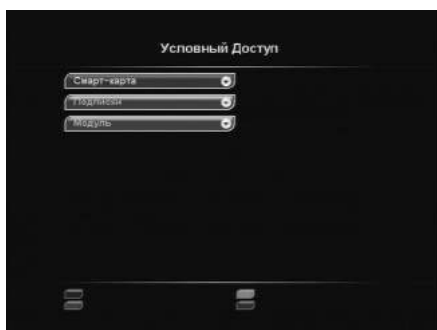 Условный Доступ
Смарт-карта
Подписки
Модуль